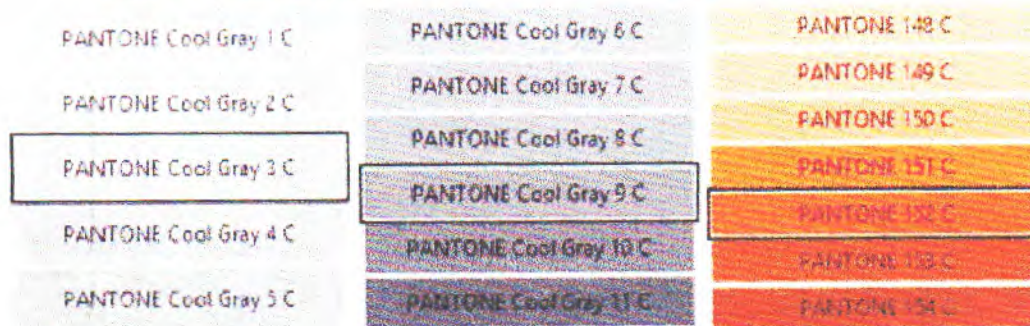 PANTONE Cool Gray 1 C
PANTONE Cool Gray 2 C
PANTONE Cool Gray 3 C
PANTONE Cool Gray 4 C
PANTONE Cool Gray 5 C
PANTONE Cool Gray 6 C
PANTONE Cool Gray 7 C
PANTONE Cool Gray 8 C
PANTONE Cool Gray 9 C
PANTONE Cool Gray 10 C
PANTONE Cool Gray 11 C
PANTONE 148 C
PANTONE 149 C
PANTONE 150 C
PANTONE 151 C
PANTONE 152 C
PANTONE 153 C
PANTONE 154 C